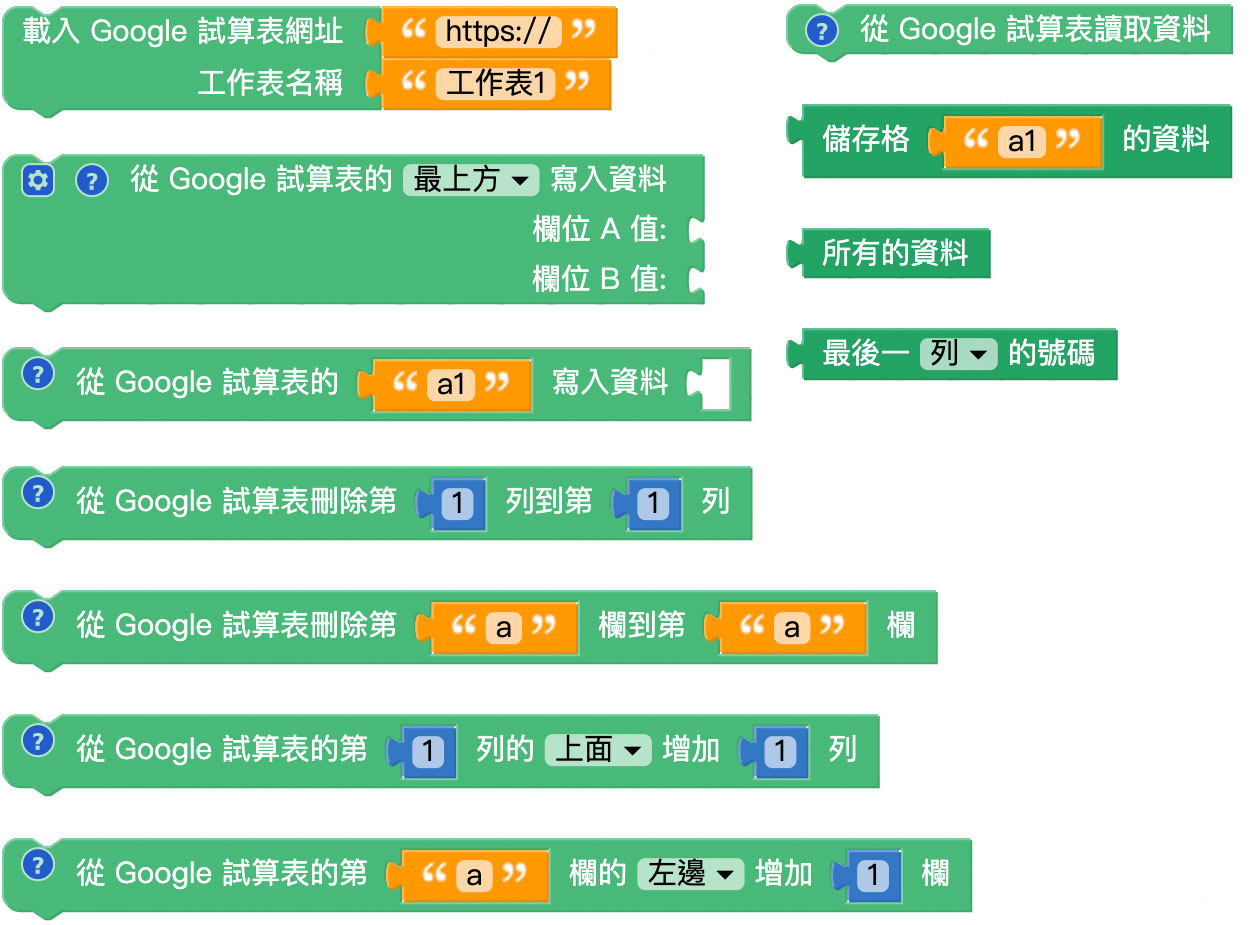 載入 Google 試算表網址 “ https:// ”
工作表名稱 “ 工作表1 ”
? 從 Google 試算表的 最上方 寫入資料
欄位 A 值:
欄位 B 值:
? 從 Google 試算表的 “ a1 ” 寫入資料
? 從 Google 試算表刪除第 1 列到第 1 列
? 從 Google 試算表刪除第 “ a ” 欄到第 “ a ” 欄
? 從 Google 試算表的第 1 列的 上面 增加 1 列
? 從 Google 試算表的第 “ a ” 欄的 左邊 增加 1 欄
? 從 Google 試算表讀取資料
儲存格 “ a1 ” 的資料
所有的資料
最後一 列 的號碼